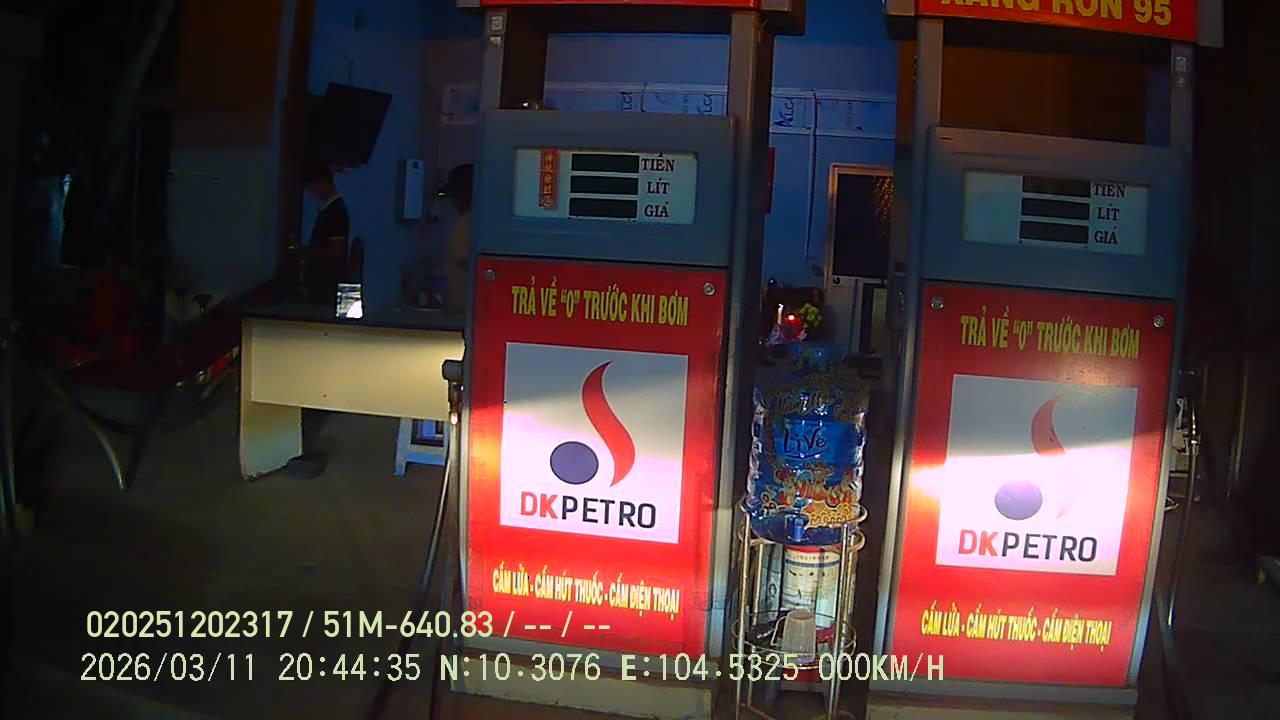 XĂNG RON 95
TIỀN
LÍT
GIÁ
TIỀN
LÍT
GIÁ
TRẢ VỀ “0” TRƯỚC KHI BƠM
DKPETRO
CẤM LỬA - CẤM HÚT THUỐC - CẤM ĐIỆN THOẠI
TRẢ VỀ “0” TRƯỚC KHI BƠM
DKPETRO
CẤM LỬA - CẤM HÚT THUỐC - CẤM ĐIỆN THOẠI
Live
020251202317 / 51M-640.83 / -- / --
2026/03/11 20:44:35 N:10.3076 E:104.5325 000KM/H